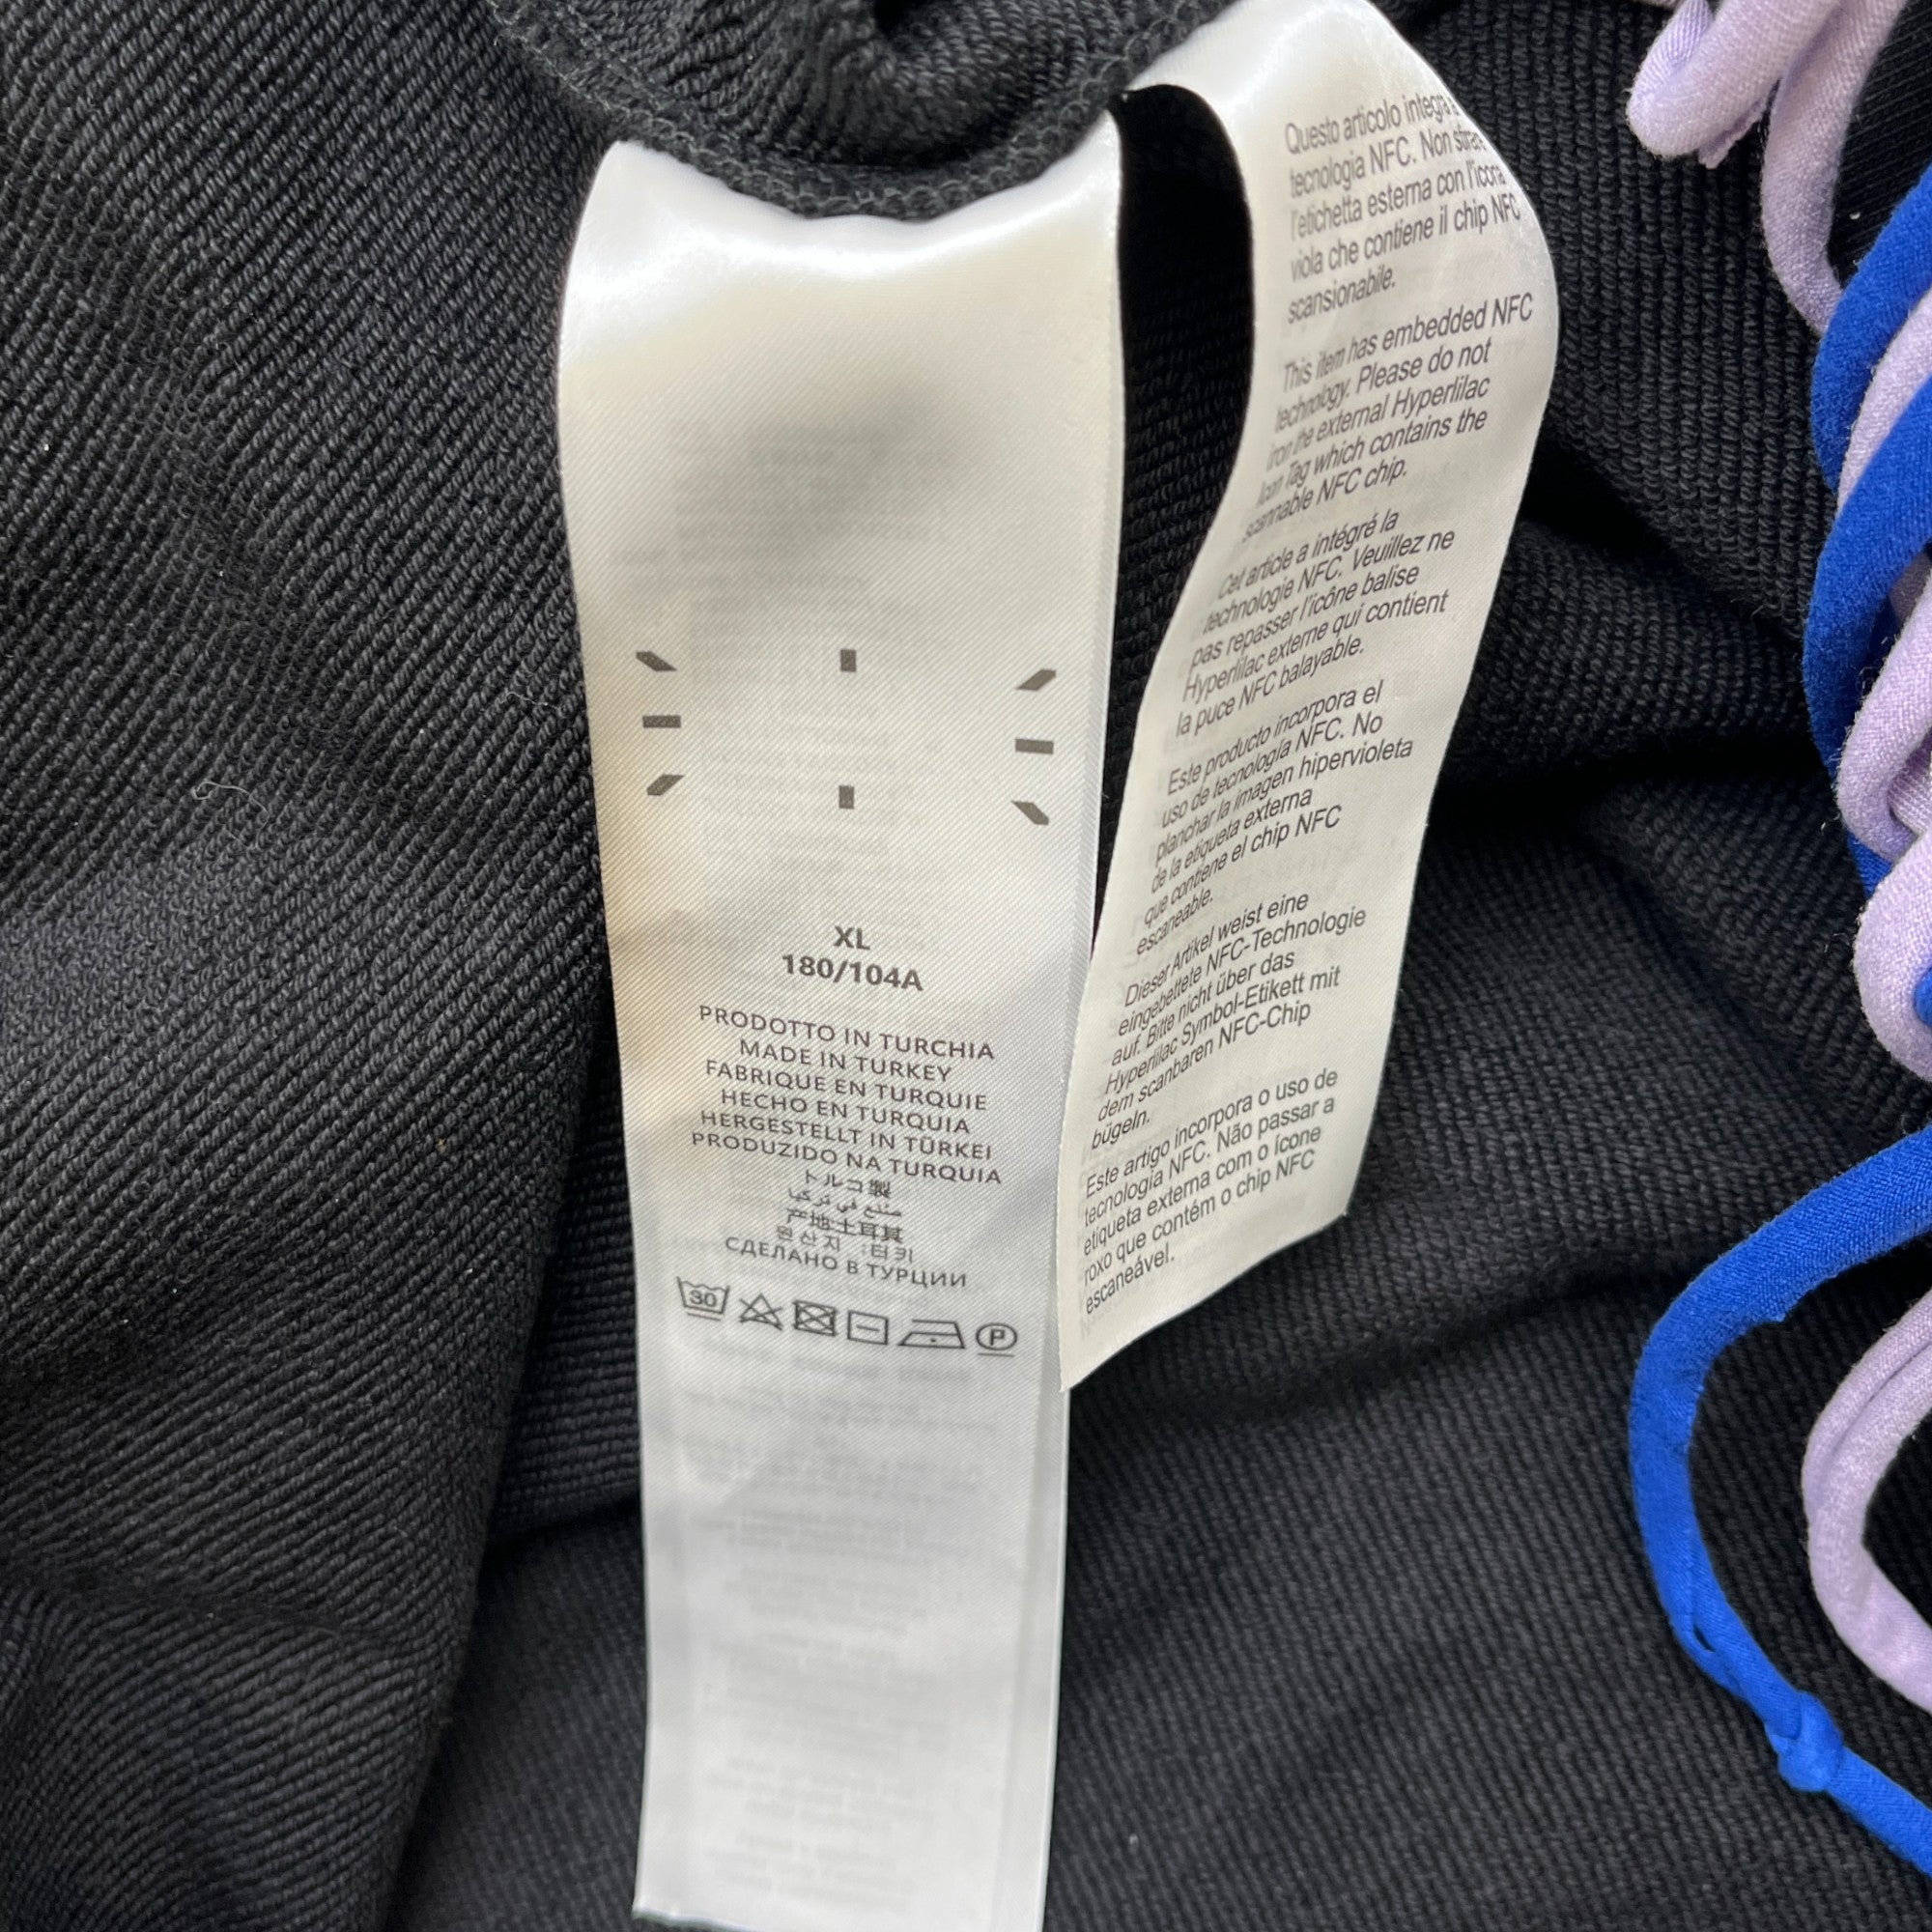 XL
180/104A
PRODOTTO IN TURCHIA
MADE IN TURKEY
FABRIQUE EN TURQUIE
HECHO EN TURQUIA
HERGESTELLT IN TÜRKEI
PRODUZIDO NA TURQUIA
トルコ製
صنع في تركيا
产地土耳其
원산지 :터키
СДЕЛАНО В ТУРЦИИ
30
P
Questo articolo integra
tecnologia NFC. Non stirare
l'etichetta esterna con l'icona
viola che contiene il chip NFC
scansionabile.
This item has embedded NFC
technology. Please do not
iron the external Hyperlilac
Icon Tag which contains the
scannable NFC chip.
Cet article a intégré la
technologie NFC. Veuillez ne
pas repasser l'icône balise
Hyperlilac externe qui contient
la puce NFC balayable.
Este producto incorpora el
uso de tecnología NFC. No
planchar la imagen hipervioleta
de la etiqueta externa
que contiene el chip NFC
escaneable.
Dieser Artikel weist eine
eingebettete NFC-Technologie
auf. Bitte nicht über das
Hyperlilac Symbol-Etikett mit
dem scanbaren NFC-Chip
bügeln.
Este artigo incorpora o uso de
tecnologia NFC. Não passar a
etiqueta externa com o ícone
roxo que contém o chip NFC
escaneável.